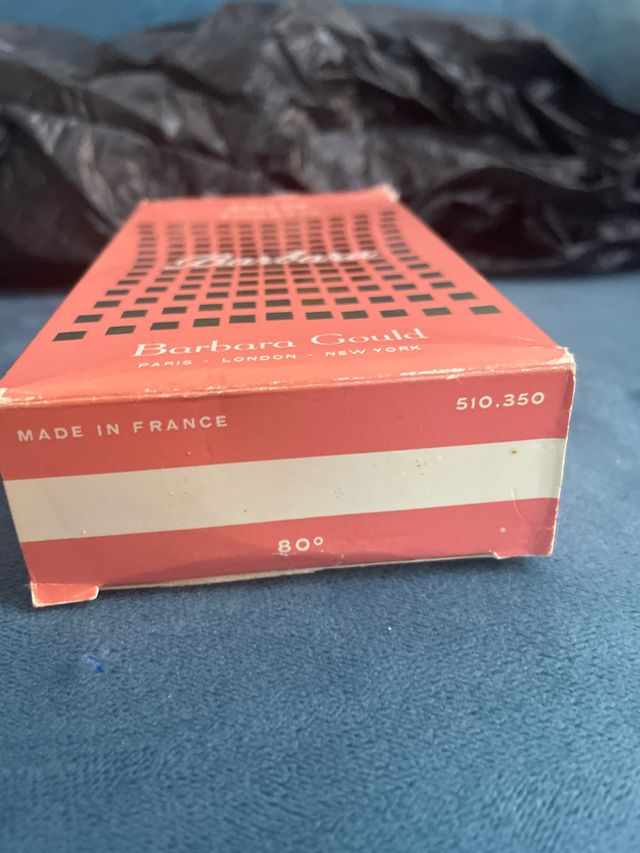 Barbara
Barbara Gould
PARIS - LONDON - NEW YORK
MADE IN FRANCE
510.350
80°